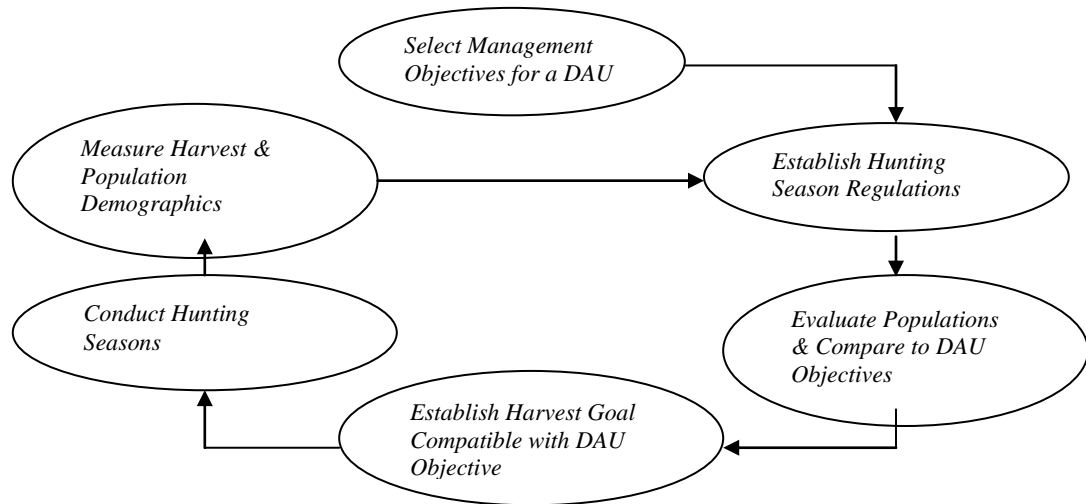 Select Management
Objectives for a DAU
Measure Harvest &
Population
Demographics
Establish Hunting
Season Regulations
Conduct Hunting
Seasons
Evaluate Populations
& Compare to DAU
Objectives
Establish Harvest Goal
Compatible with DAU
Objective